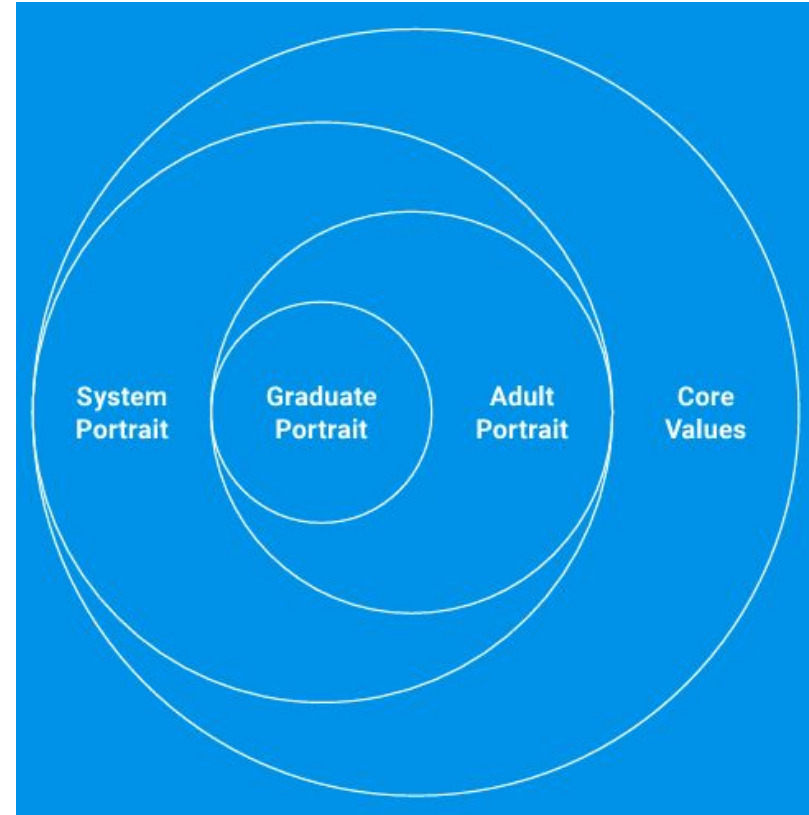 System
Portrait
Graduate
Portrait
Adult
Portrait
Core
Values